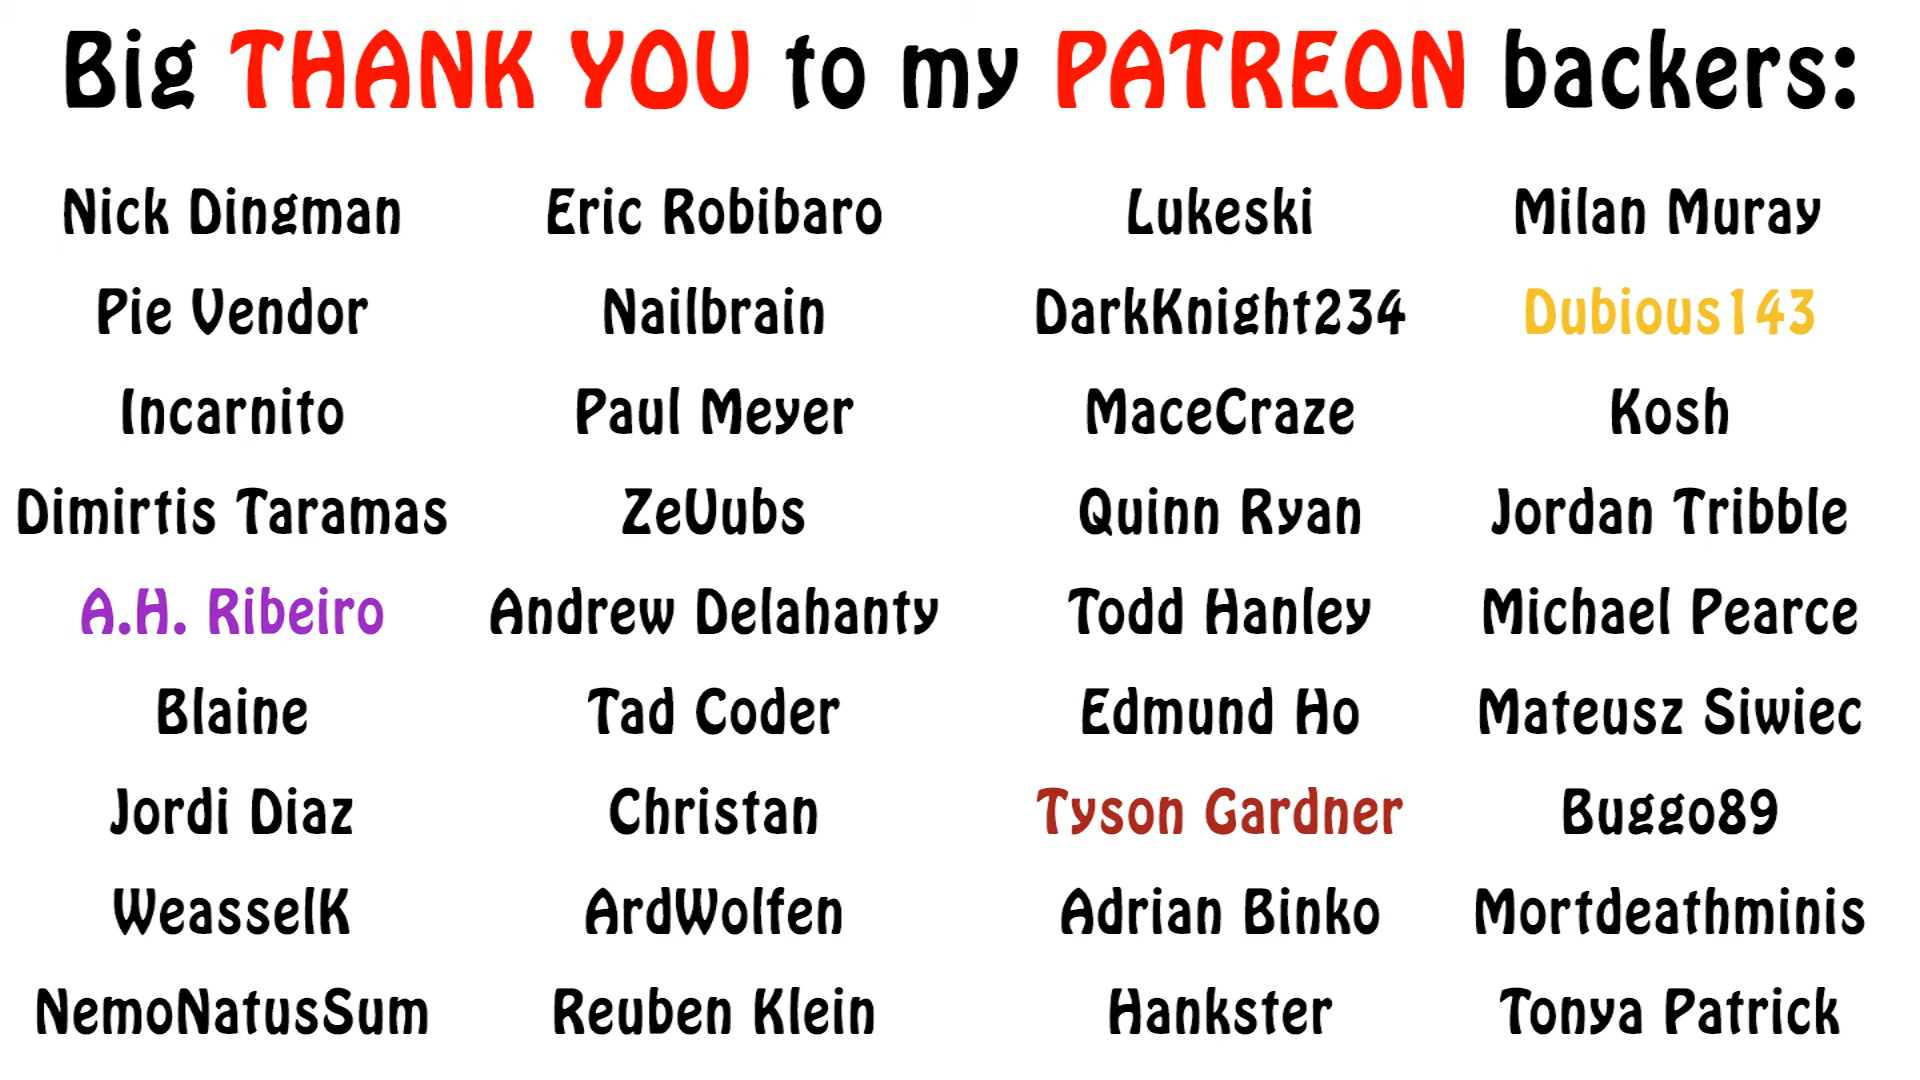 Big THANK YOU to my PATREON backers:
Nick Dingman Eric Robibaro Lukeski Milan Muray
Pie Vendor Nailbrain DarkKnight234 Dubious143
Incarnito Paul Meyer MaceCraze Kosh
Dimirtis Taramas ZeUubs Quinn Ryan Jordan Tribble
A.H. Ribeiro Andrew Delahanty Todd Hanley Michael Pearce
Blaine Tad Coder Edmund Ho Mateusz Siwiec
Jordi Diaz Christan Tyson Gardner Buggo89
WeasselK ArdWolfen Adrian Binko Mortdeathminis
NemoNatusSum Reuben Klein Hankster Tonya Patrick